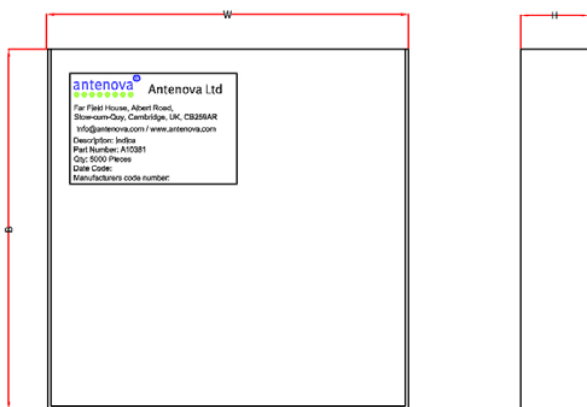 W
H
B
antenova
Antenova Ltd
Far Field House, Albert Road,
Stow-cum-Quy, Cambridge, UK, CB259AR
info@antenova.com / www.antenova.com
Description: Indica
Part Number: A10381
Qty: 5000 Pieces
Date Code:
Manufacturers code number: